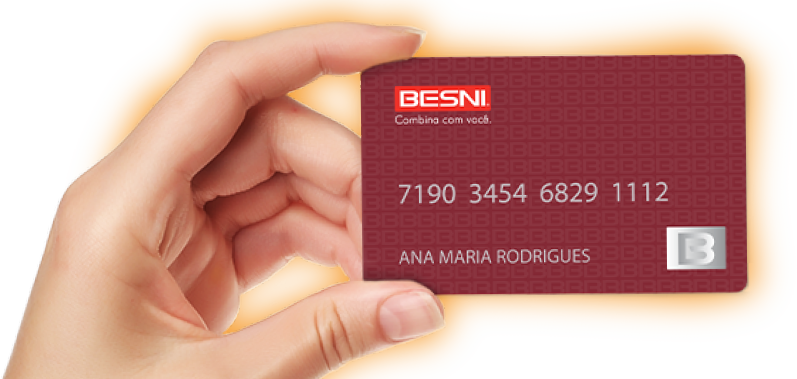 BESNI
Combina com você.
7190 3454 6829 1112
ANA MARIA RODRIGUES
B